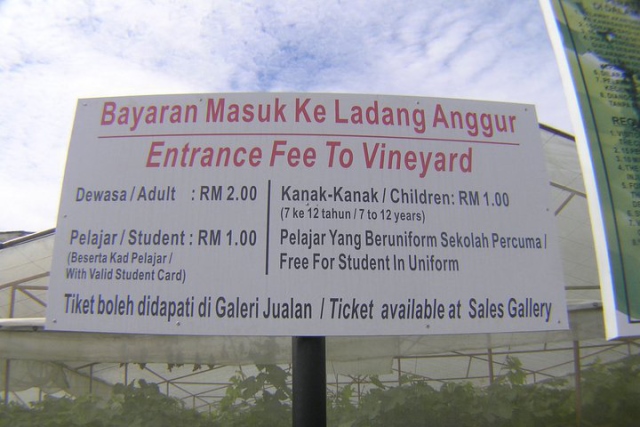 Bayaran Masuk Ke Ladang Anggur
Entrance Fee To Vineyard
Dewasa / Adult : RM 2.00
Pelajar / Student : RM 1.00
(Beserta Kad Pelajar /
With Valid Student Card)
Kanak-Kanak / Children: RM 1.00
(7 ke 12 tahun / 7 to 12 years)
Pelajar Yang Beruniform Sekolah Percuma /
Free For Student In Uniform
Tiket boleh didapati di Galeri Jualan / Ticket available at Sales Gallery